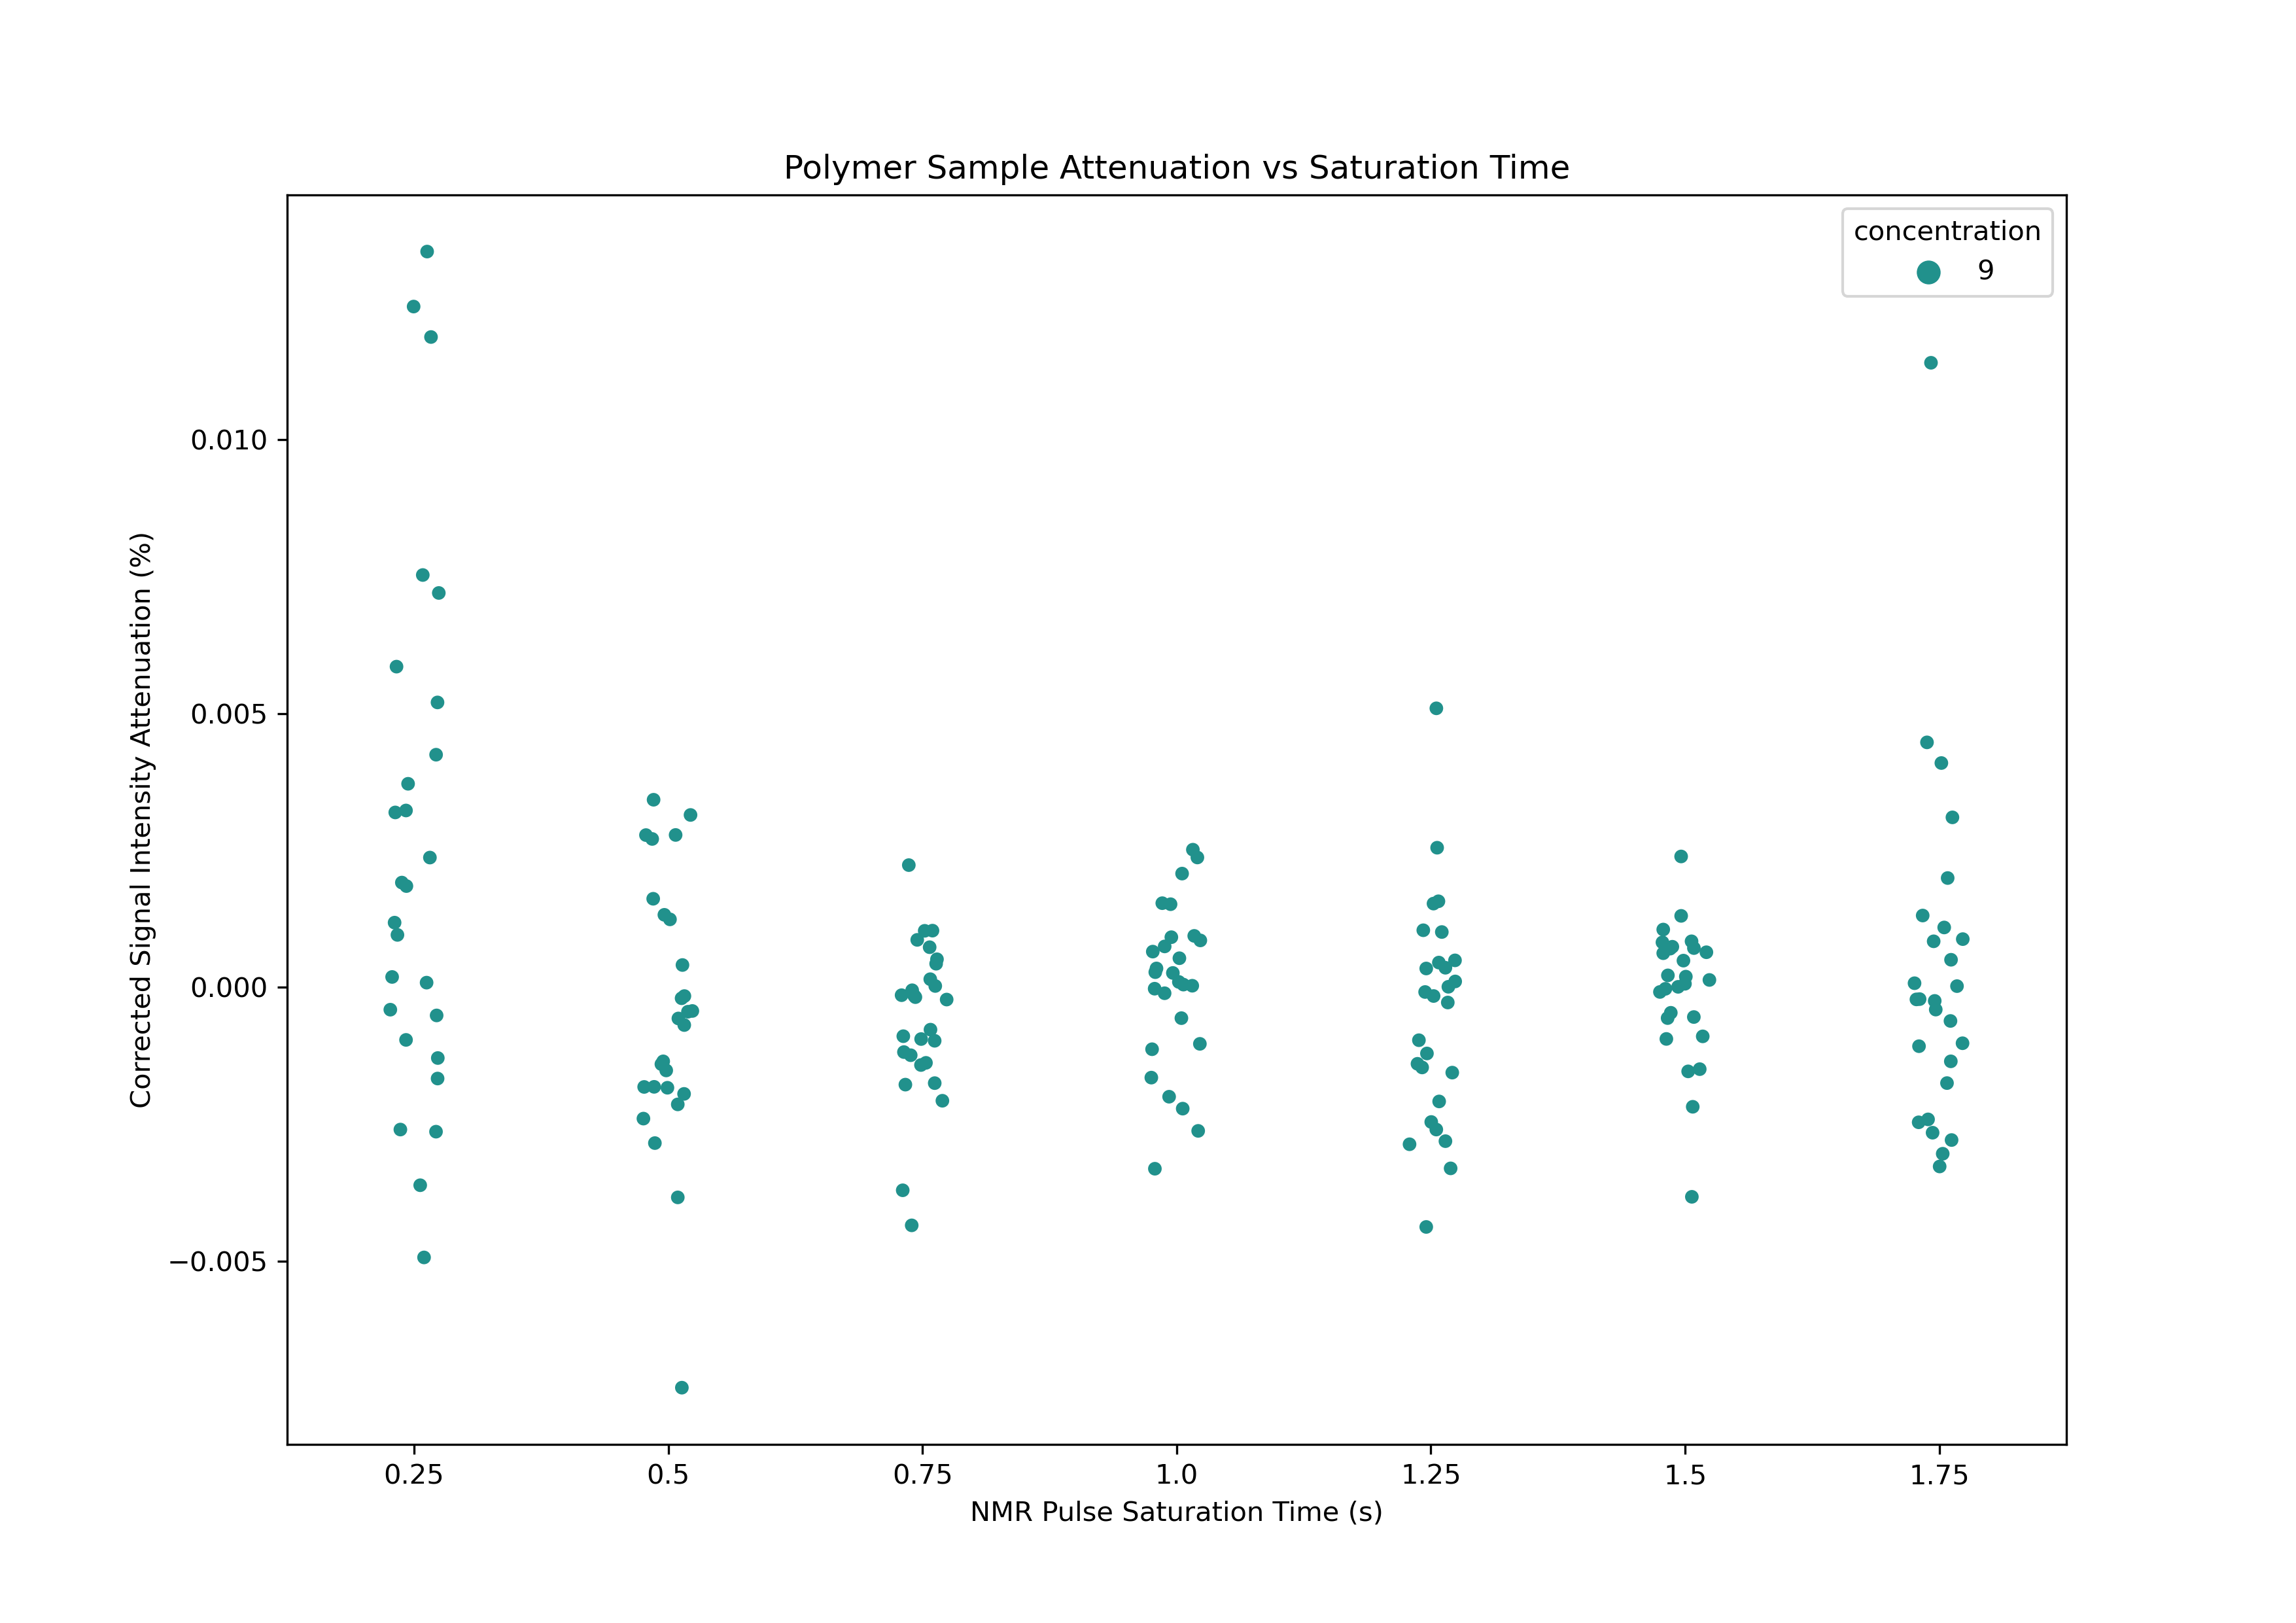 Polymer Sample Attenuation vs Saturation Time
concentration
9
Corrected Signal Intensity Attenuation (%)
0.010
0.005
0.000
−0.005
0.25 0.5 0.75 1.0 1.25 1.5 1.75
NMR Pulse Saturation Time (s)